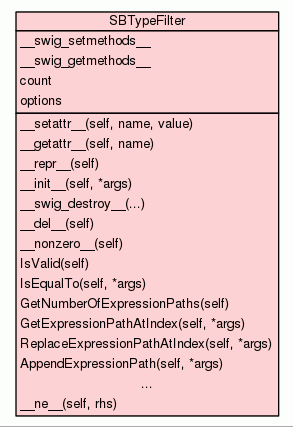 SBTypeFilter
__swig_setmethods__
__swig_getmethods__
count
options
__setattr__(self, name, value)
__getattr__(self, name)
__repr__(self)
__init__(self, *args)
__swig_destroy__(...)
__del__(self)
__nonzero__(self)
IsValid(self)
IsEqualTo(self, *args)
GetNumberOfExpressionPaths(self)
GetExpressionPathAtIndex(self, *args)
ReplaceExpressionPathAtIndex(self, *args)
AppendExpressionPath(self, *args)
...
__ne__(self, rhs)